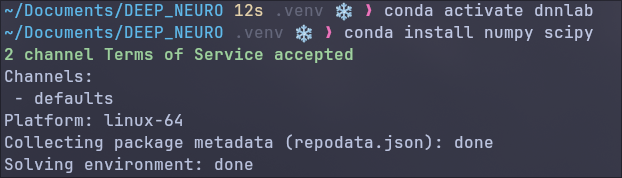 ~/Documents/DEEP_NEURO 12s .venv ❄️ ❱ conda activate dnnlab
~/Documents/DEEP_NEURO .venv ❄️ ❱ conda install numpy scipy
2 channel Terms of Service accepted
Channels:
 - defaults
Platform: linux-64
Collecting package metadata (repodata.json): done
Solving environment: done